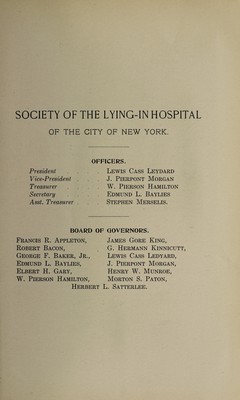 SOCIETY OF THE LYING-IN HOSPITAL
OF THE CITY OF NEW YORK.
OFFICERS.
President LEWIS CASS LEYDARD
Vice-President J. PIERPONT MORGAN
Treasurer W. PIERSON HAMILTON
Secretary EDMUND L. BAYLIES
Asst. Treasurer STEPHEN MERSELIS.
BOARD OF GOVERNORS.
FRANCIS R. APPLETON, JAMES GORE KING,
ROBERT BACON, G. HERMANN KINNICUTT,
GEORGE F. BAKER, JR., LEWIS CASS LEDYARD,
EDMUND L. BAYLIES, J. PIERPONT MORGAN,
ELBERT H. GARY, HENRY W. MUNROE,
W. PIERSON HAMILTON, MORTON S. PATON,
HERBERT L. SATTERLEE.